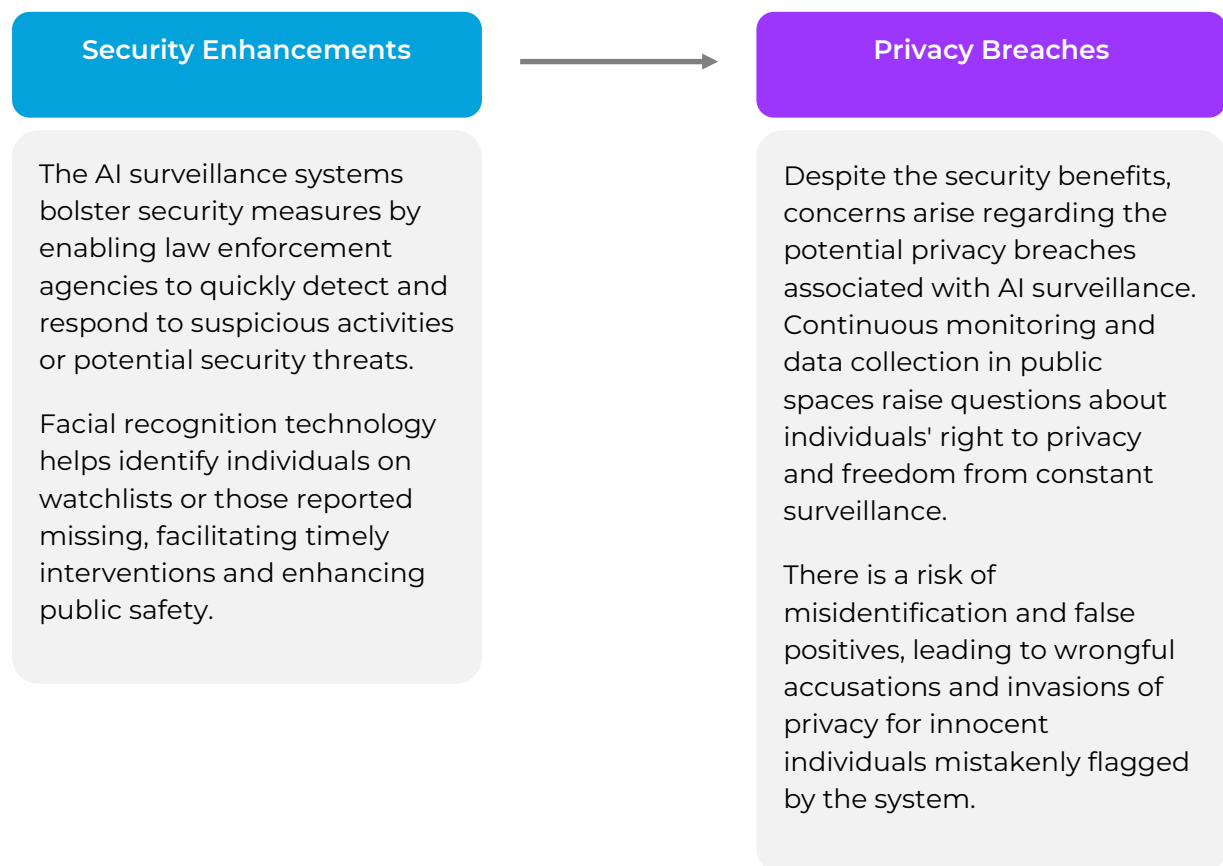 Security Enhancements
The AI surveillance systems
bolster security measures by
enabling law enforcement
agencies to quickly detect and
respond to suspicious activities
or potential security threats.
Facial recognition technology
helps identify individuals on
watchlists or those reported
missing, facilitating timely
interventions and enhancing
public safety.
Privacy Breaches
Despite the security benefits,
concerns arise regarding the
potential privacy breaches
associated with AI surveillance.
Continuous monitoring and
data collection in public
spaces raise questions about
individuals' right to privacy
and freedom from constant
surveillance.
There is a risk of
misidentification and false
positives, leading to wrongful
accusations and invasions of
privacy for innocent
individuals mistakenly flagged
by the system.